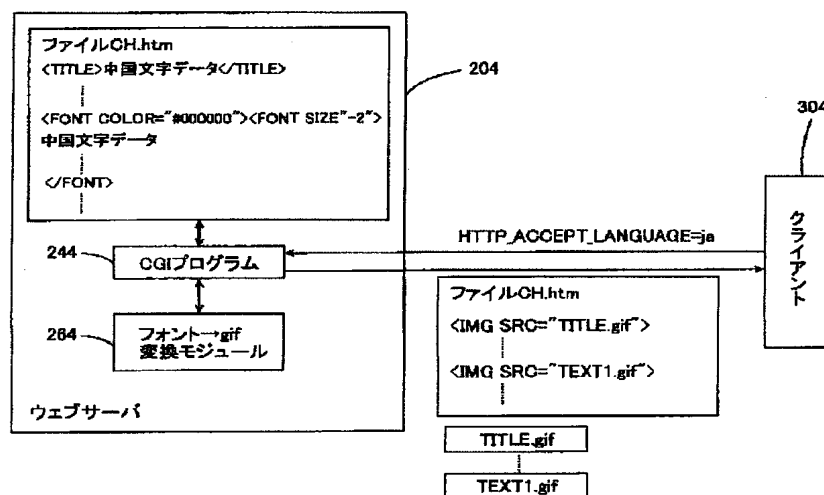 ファイルCH.htm
<TITLE>中国文字データ</TITLE>
<FONT COLOR="#000000"><FONT SIZE"-2">
中国文字データ
</FONT>
204
304
244
CGIプログラム
HTTP_ACCEPT_LANGUAGE=ja
クライアント
264
フォント→gif
変換モジュール
ウェブサーバ
ファイルCH.htm
<IMG SRC="TITLE.gif">
<IMG SRC="TEXT1.gif">
TITLE.gif
TEXT1.gif